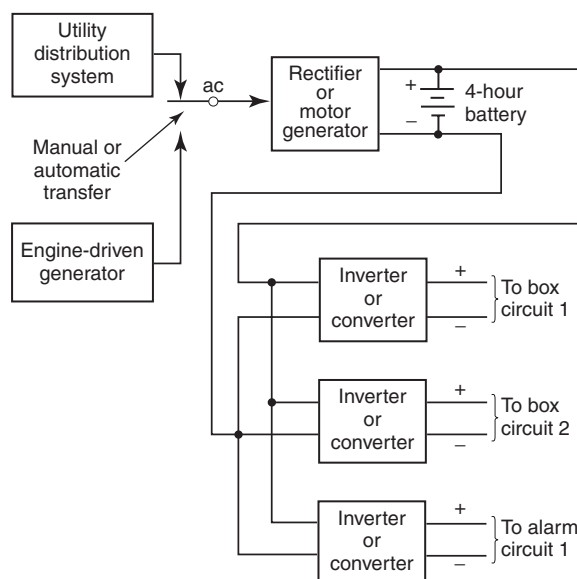 Utility
distribution
system
ac
Manual or
automatic
transfer
Engine-driven
generator
Rectifier
or
motor
generator
+
−
4-hour
battery
Inverter
or
converter
+
−
To box
circuit 1
Inverter
or
converter
+
−
To box
circuit 2
Inverter
or
converter
+
−
To alarm
circuit 1